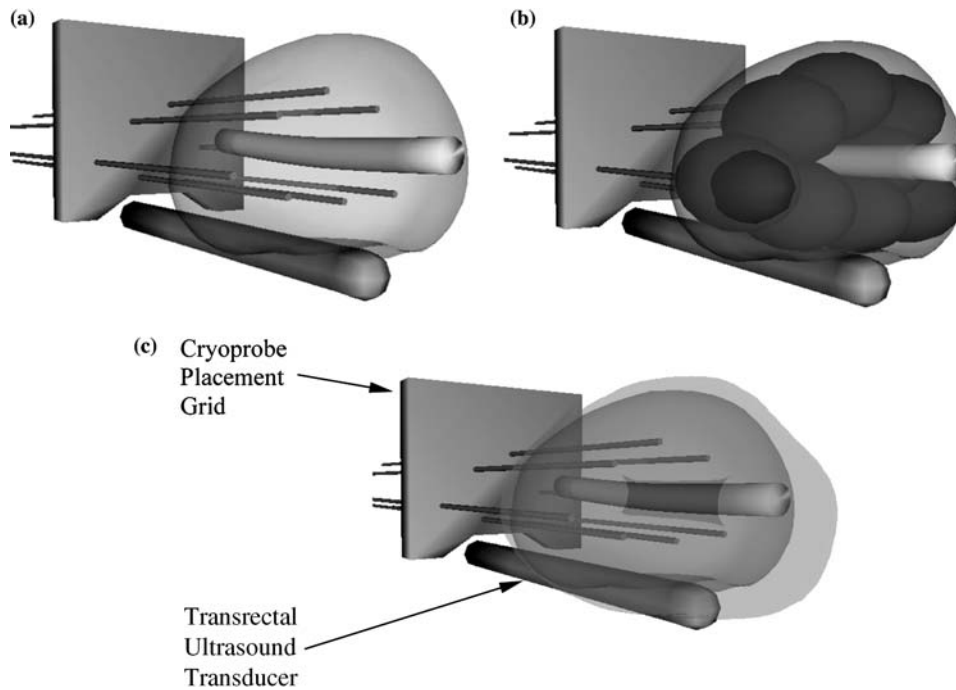 (a)
(b)
(c)
Cryoprobe
Placement
Grid
Transrectal
Ultrasound
Transducer